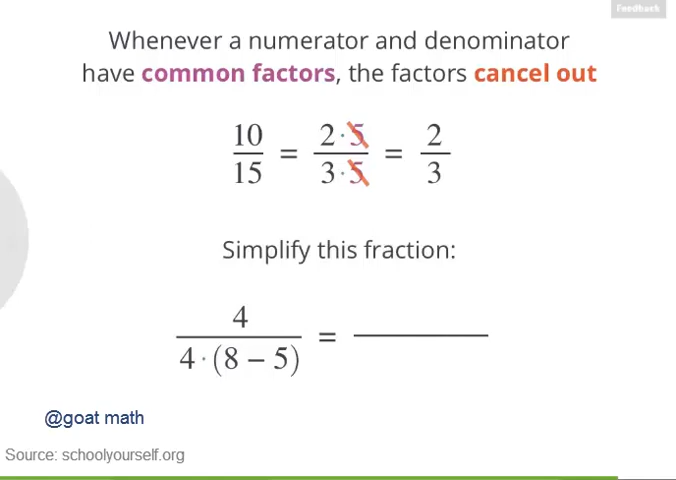 Feedback
Whenever a numerator and denominator
have common factors, the factors cancel out
10/15 = 2·5/3·5 = 2/3
Simplify this fraction:
4/4·(8 − 5) =
@goat math
Source: schoolyourself.org